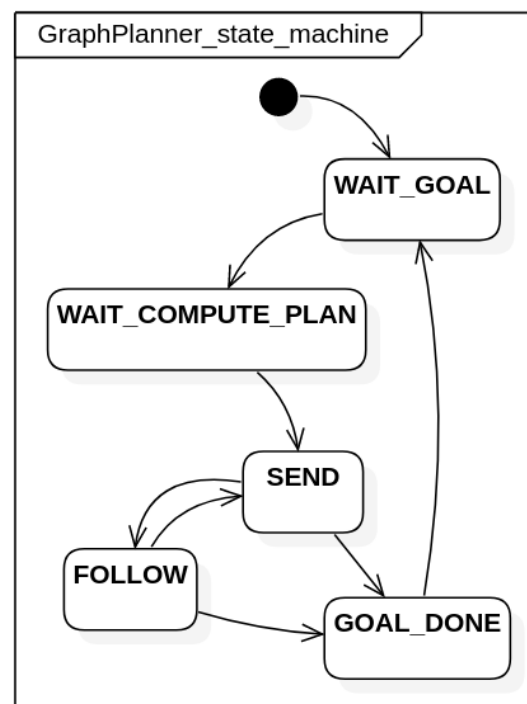 GraphPlanner_state_machine
WAIT_GOAL
WAIT_COMPUTE_PLAN
SEND
FOLLOW
GOAL_DONE